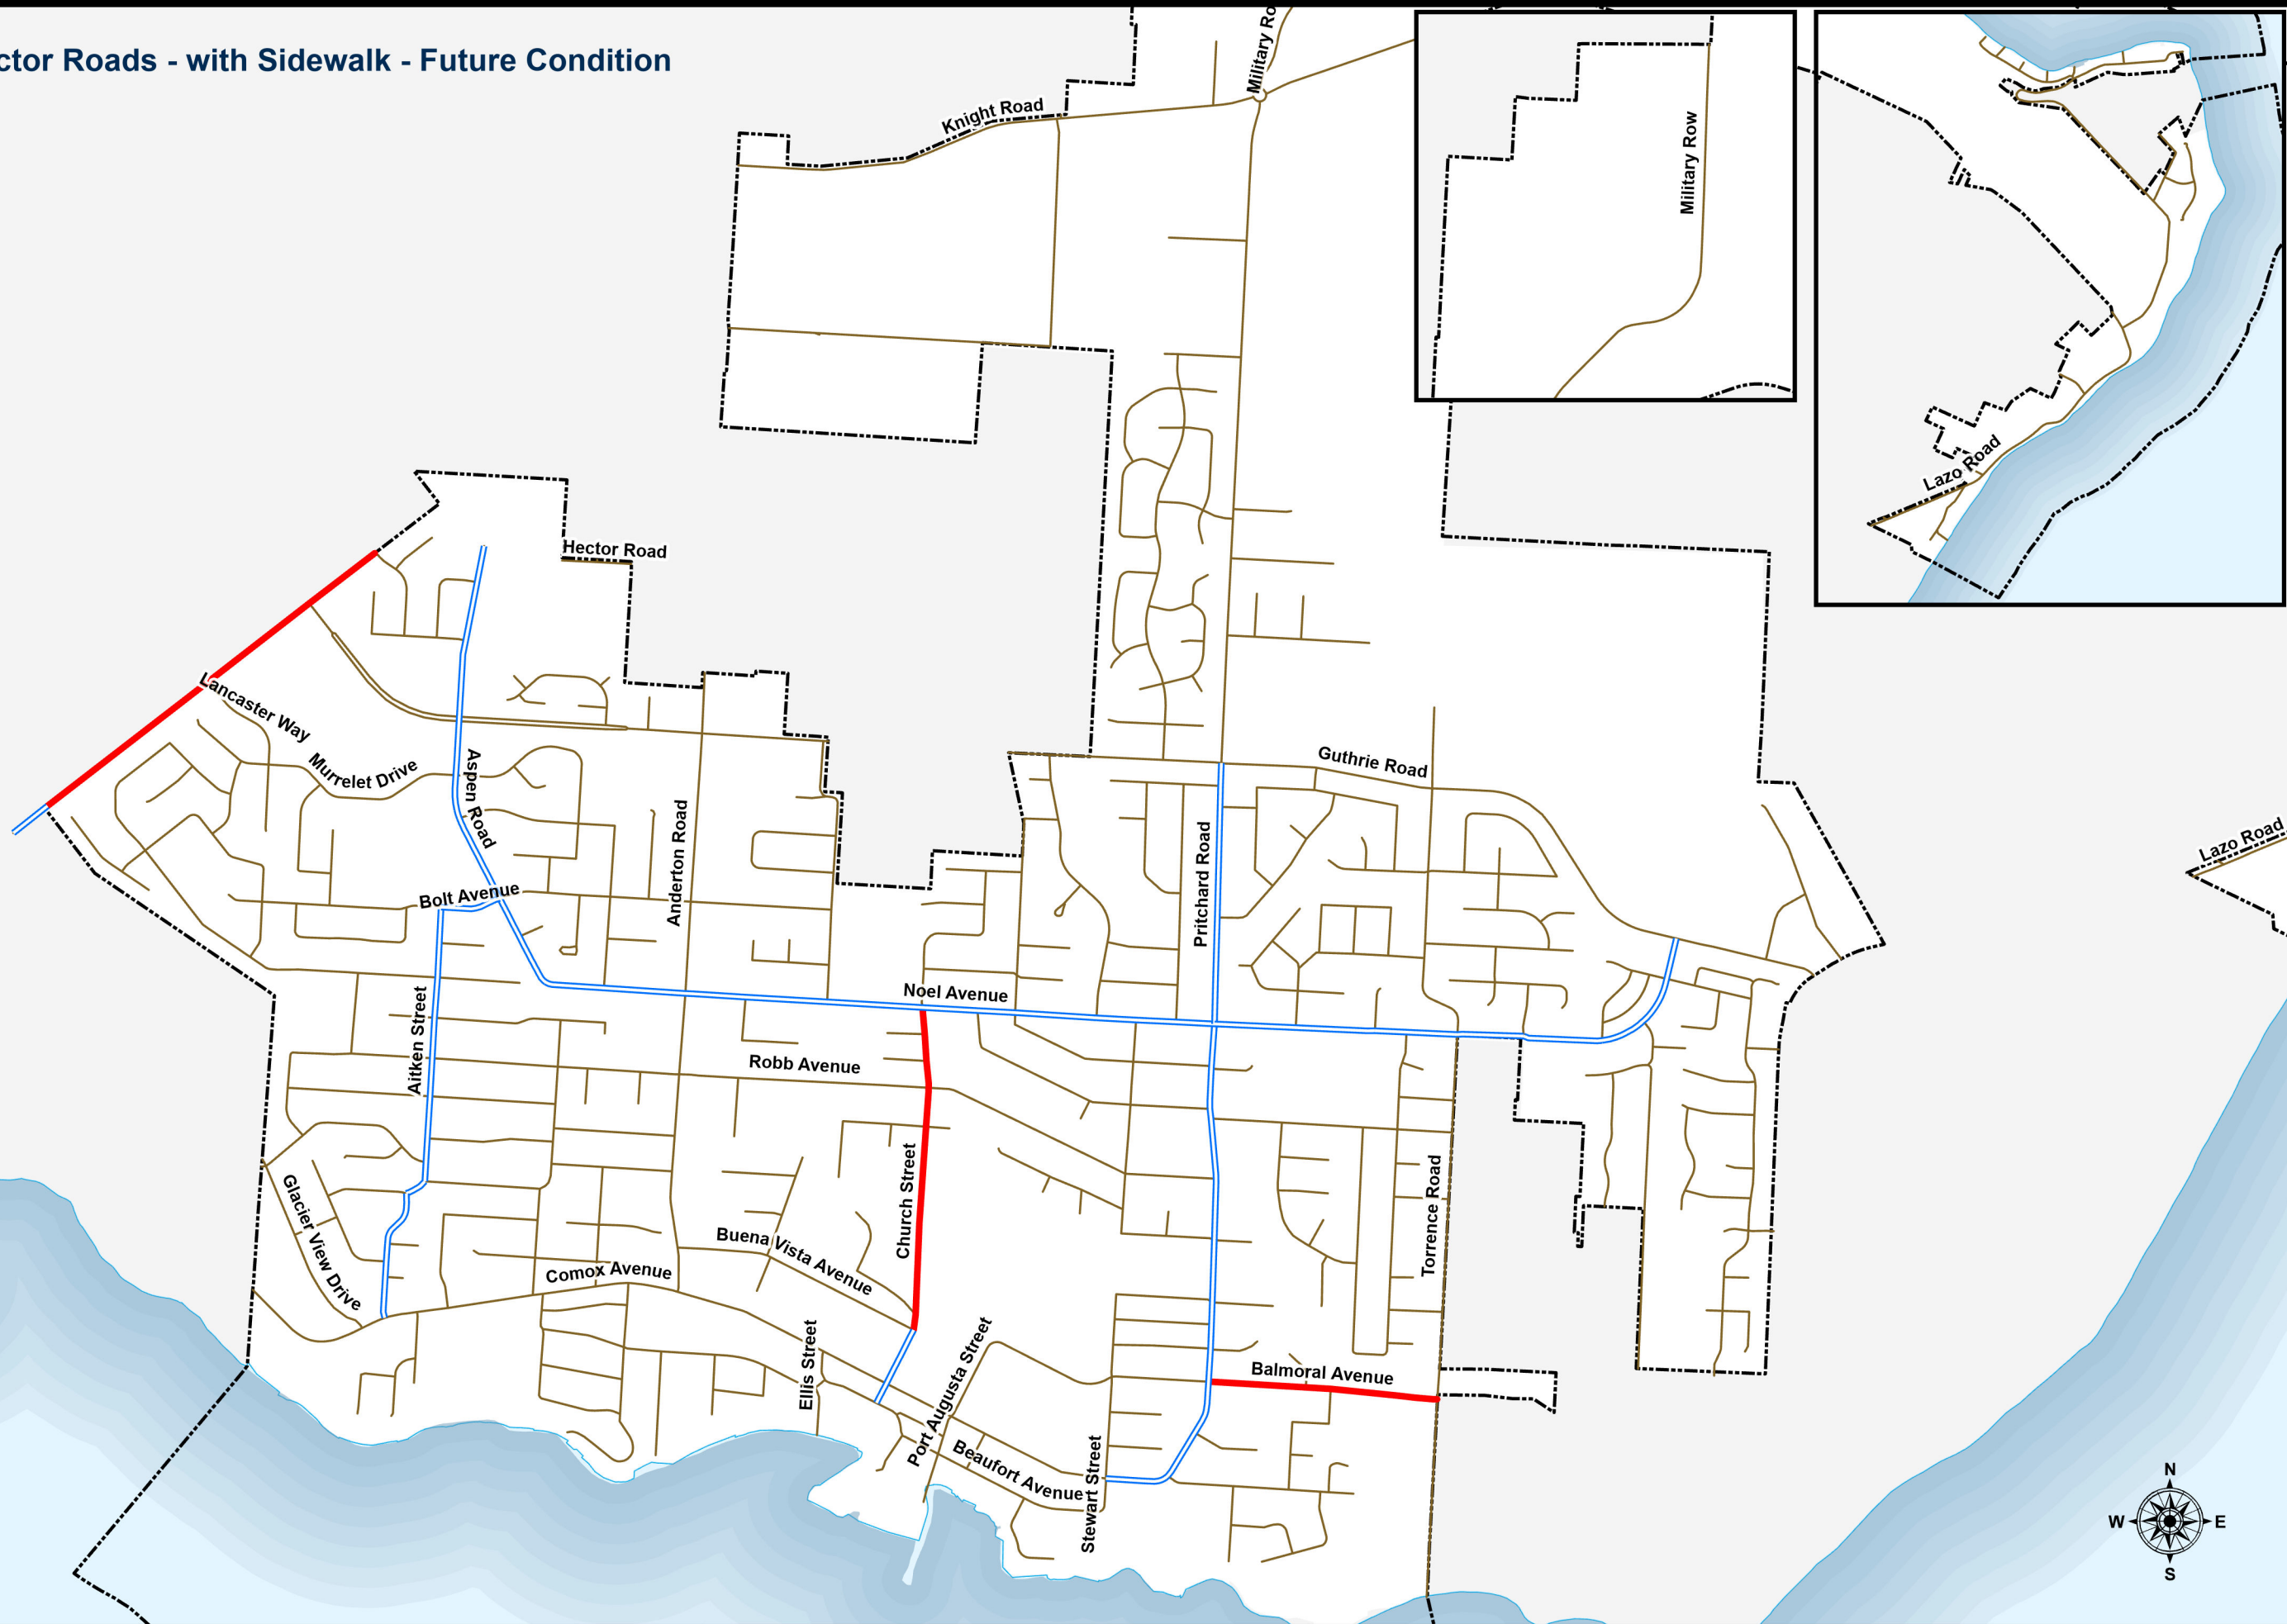 ctor Roads - with Sidewalk - Future Condition
Military Ro
Knight Road
Military Row
Lazo Road
Hector Road
Lancaster Way
Murrelet Drive
Aspen Road
Guthrie Road
Anderton Road
Pritchard Road
Lazo Road
Bolt Avenue
Noel Avenue
Aitken Street
Robb Avenue
Church Street
Torrence Road
Glacier View Drive
Buena Vista Avenue
Comox Avenue
Ellis Street
Port Augusta Street
Balmoral Avenue
Beaufort Avenue
Stewart Street
N
W E
S